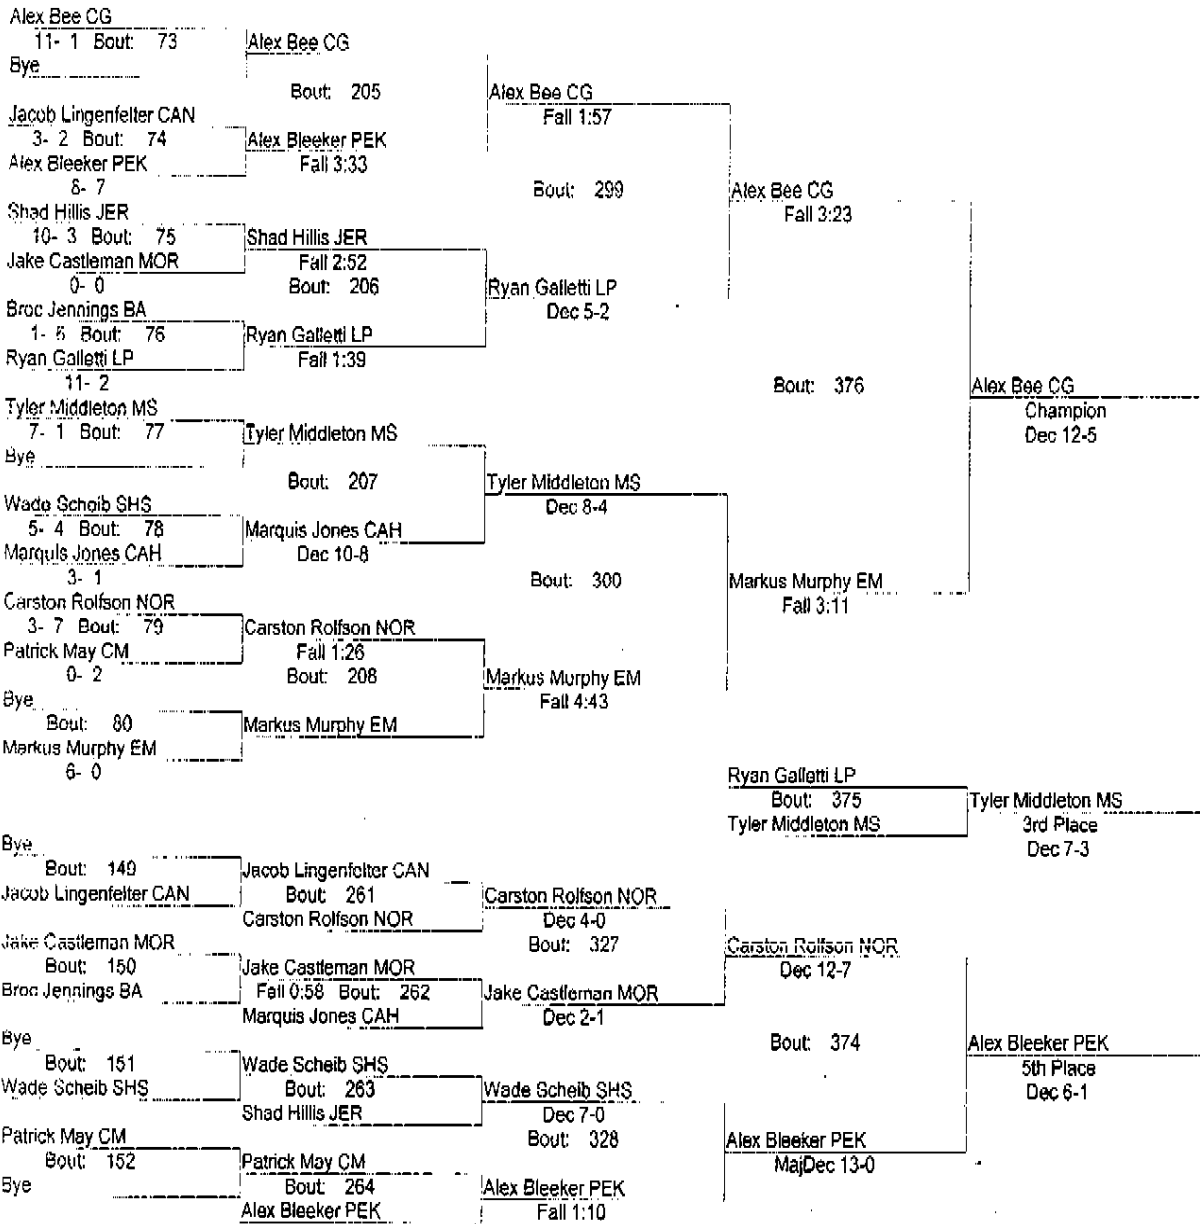 Alex Bee CG
11- 1 Bout: 73
Bye
Alex Bee CG
Bout: 205
Jacob Lingenfelter CAN
3- 2 Bout: 74
Alex Bleeker PEK
8- 7
Alex Bleeker PEK
Fall 3:33
Alex Bee CG
Fall 1:57
Bout: 299
Shad Hillis JER
10- 3 Bout: 75
Jake Castleman MOR
0- 0
Shad Hillis JER
Fall 2:52
Bout: 206
Broc Jennings BA
1- 5 Bout: 76
Ryan Galletti LP
11- 2
Ryan Galletti LP
Fall 1:39
Ryan Galletti LP
Dec 5-2
Alex Bee CG
Fall 3:23
Bout: 376
Alex Bee CG
Champion
Dec 12-5
Tyler Middleton MS
7- 1 Bout: 77
Bye
Tyler Middleton MS
Bout: 207
Wade Scheib SHS
5- 4 Bout: 78
Marquis Jones CAH
3- 1
Marquis Jones CAH
Dec 10-8
Tyler Middleton MS
Dec 8-4
Bout: 300
Carston Rolfson NOR
3- 7 Bout: 79
Patrick May CM
0- 2
Carston Rolfson NOR
Fall 1:26
Bout: 208
Bye
Bout: 80
Markus Murphy EM
6- 0
Markus Murphy EM
Markus Murphy EM
Fall 4:43
Markus Murphy EM
Fall 3:11
Ryan Galletti LP
Bout: 375
Tyler Middleton MS
Tyler Middleton MS
3rd Place
Dec 7-3
Bye
Bout: 149
Jacob Lingenfelter CAN
Jacob Lingenfelter CAN
Bout: 261
Carston Rolfson NOR
Carston Rolfson NOR
Dec 4-0
Bout: 327
Jake Castleman MOR
Bout: 150
Broc Jennings BA
Jake Castleman MOR
Fall 0:58 Bout: 262
Marquis Jones CAH
Jake Castleman MOR
Dec 2-1
Carston Rolfson NOR
Dec 12-7
Bout: 374
Bye
Bout: 151
Wade Scheib SHS
Wade Scheib SHS
Bout: 263
Shad Hillis JER
Wade Scheib SHS
Dec 7-0
Bout: 328
Patrick May CM
Bout: 152
Bye
Patrick May CM
Bout: 264
Alex Bleeker PEK
Alex Bleeker PEK
Fall 1:10
Alex Bleeker PEK
MajDec 13-0
Alex Bleeker PEK
5th Place
Dec 6-1